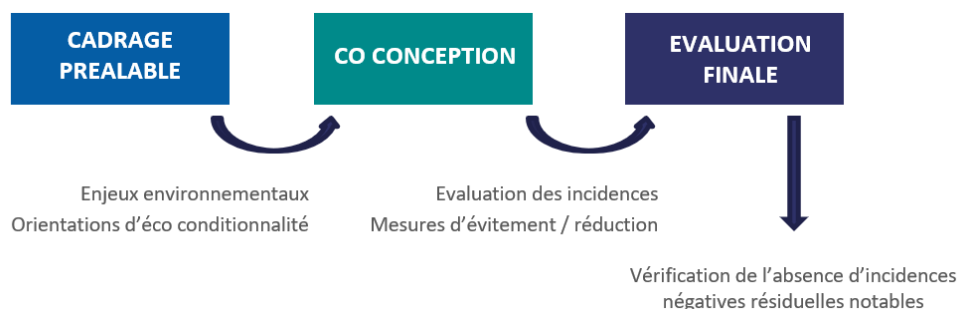 CADRAGE
PREALABLE
CO CONCEPTION
EVALUATION
FINALE
Enjeux environnementaux
Orientations d’éco conditionnalité
Evaluation des incidences
Mesures d’évitement / réduction
Vérification de l’absence d’incidences
négatives résiduelles notables